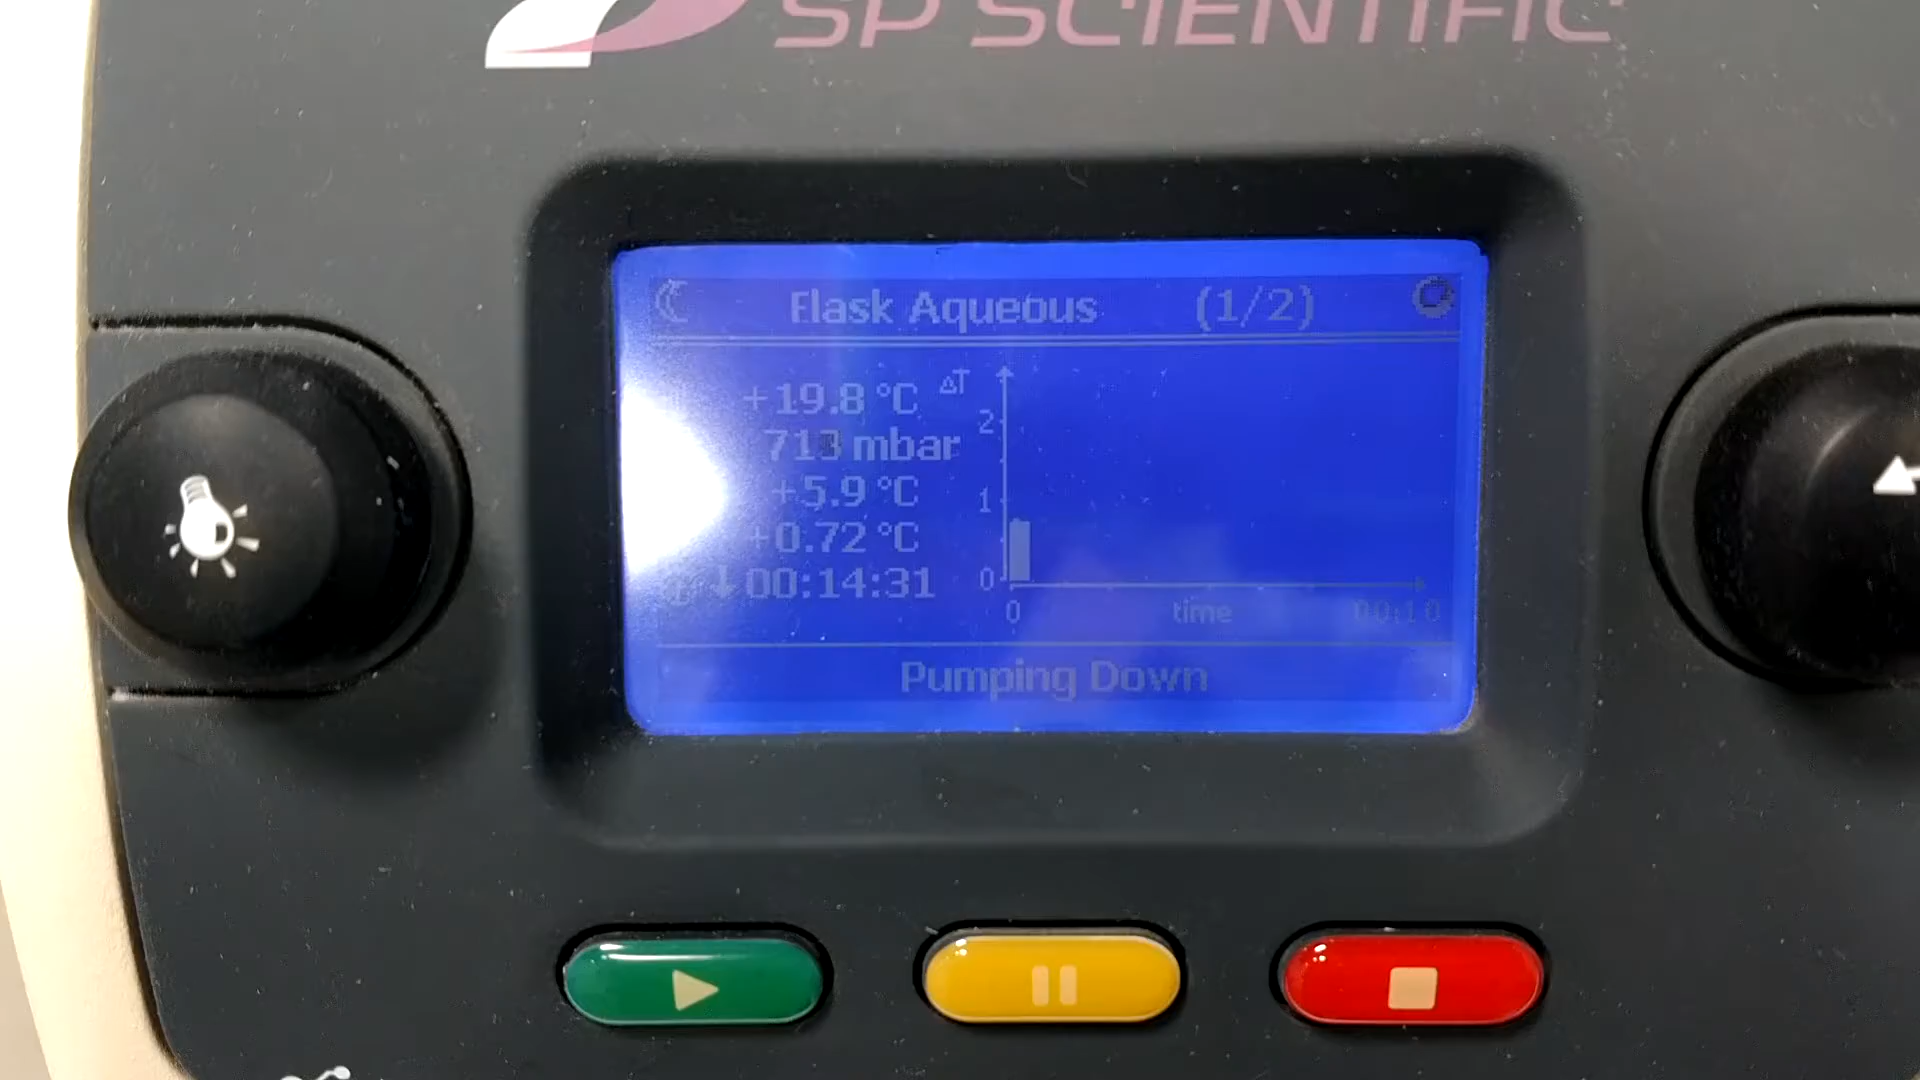 SP SCIENTIFIC
Flask Aqueous (1/2)
+19.8 °C
mbar
+5.9 °C
+0.72 °C
00:14:31
ΔT
2
1
0
0 time 00:10
Pumping Down